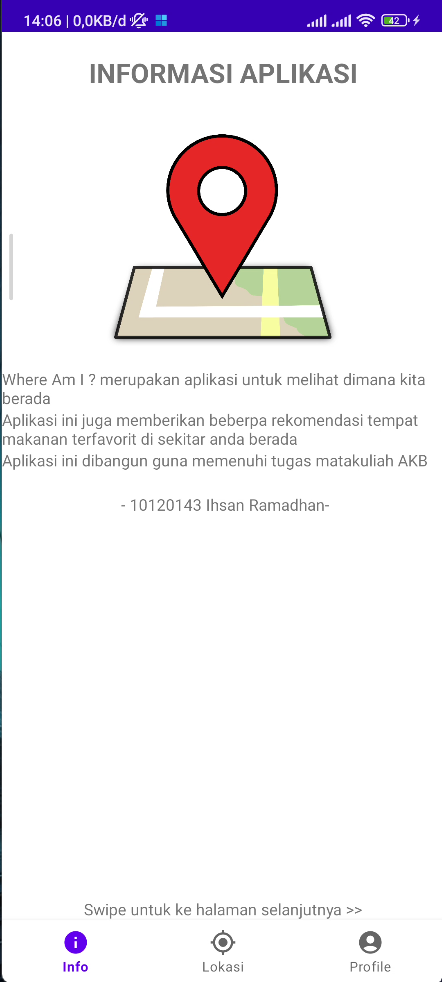 14:06 | 0,0KB/d
42
INFORMASI APLIKASI
Where Am I ? merupakan aplikasi untuk melihat dimana kita
berada
Aplikasi ini juga memberikan beberpa rekomendasi tempat
makanan terfavorit di sekitar anda berada
Aplikasi ini dibangun guna memenuhi tugas matakuliah AKB
- 10120143 Ihsan Ramadhan-
Swipe untuk ke halaman selanjutnya >>
Info
Lokasi
Profile